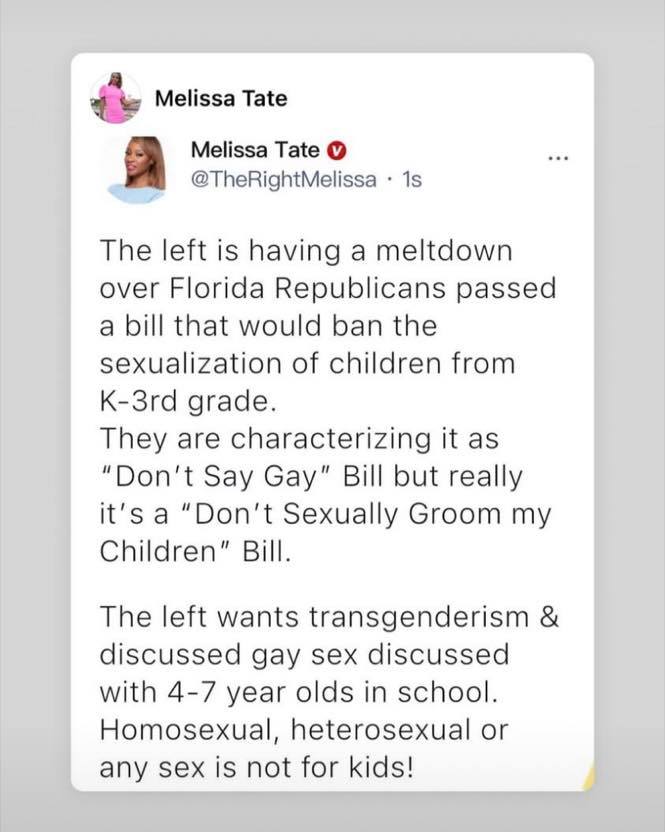 Melissa Tate
Melissa Tate V
@TheRightMelissa · 1s
...
The left is having a meltdown
over Florida Republicans passed
a bill that would ban the
sexualization of children from
K-3rd grade.
They are characterizing it as
“Don't Say Gay” Bill but really
it's a “Don't Sexually Groom my
Children” Bill.
The left wants transgenderism &
discussed gay sex discussed
with 4-7 year olds in school.
Homosexual, heterosexual or
any sex is not for kids!